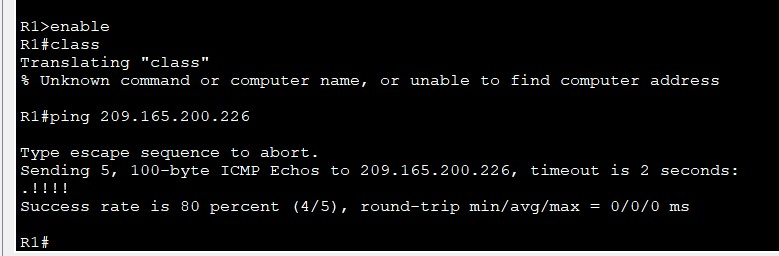 R1>enable
R1#class
Translating "class"
% Unknown command or computer name, or unable to find computer address
R1#ping 209.165.200.226
Type escape sequence to abort.
Sending 5, 100-byte ICMP Echos to 209.165.200.226, timeout is 2 seconds:
.!!!!
Success rate is 80 percent (4/5), round-trip min/avg/max = 0/0/0 ms
R1#